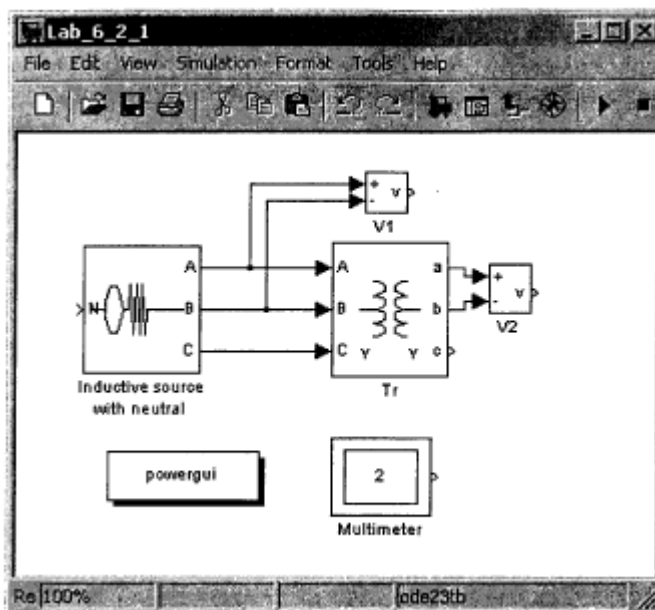 Lab_6_2_1
File Edit View Simulation Format Tools Help
+
v
-
V1
A
A
a
+
v
N
B
B
b
-
V2
C
C
Y Y
c
Tr
Inductive source
with neutral
powergui
2
Multimeter
Re 100%
ode23tb